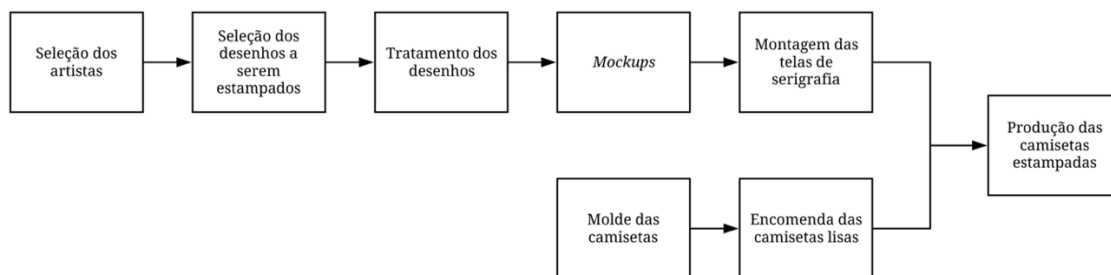 Seleção dos
artistas
Seleção dos
desenhos a
serem
estampados
Tratamento dos
desenhos
Mockups
Montagem das
telas de
serigrafia
Produção das
camisetas
estampadas
Molde das
camisetas
Encomenda das
camisetas lisas